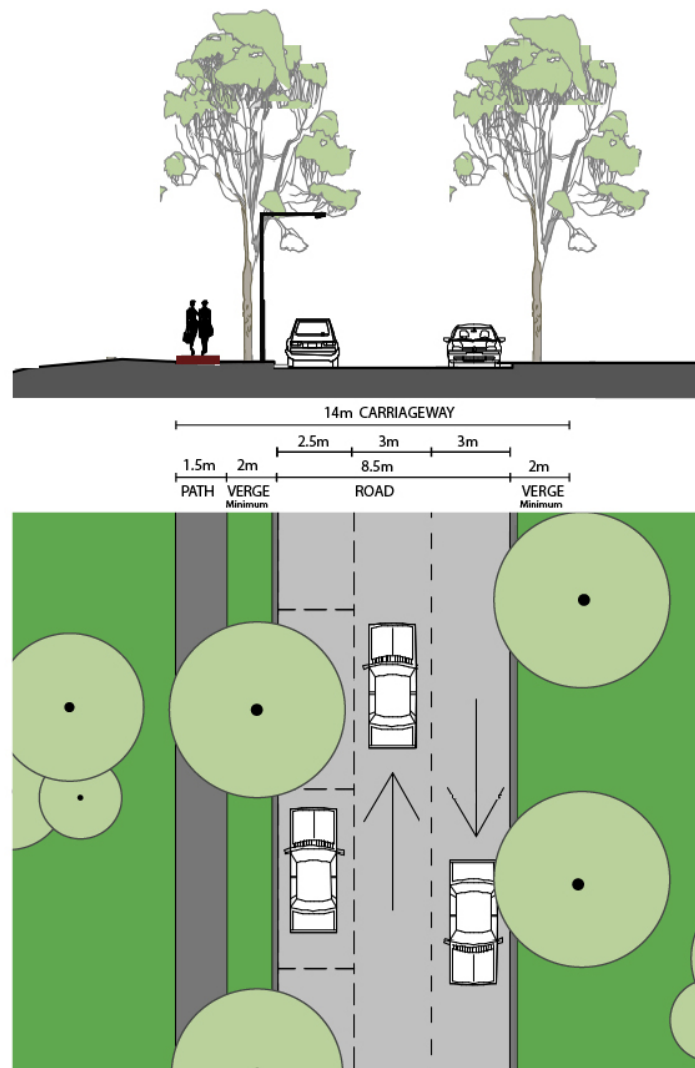 14m CARRIAGEWAY
2.5m 3m 3m
1.5m 2m 8.5m 2m
PATH VERGE ROAD VERGE
Minimum Minimum